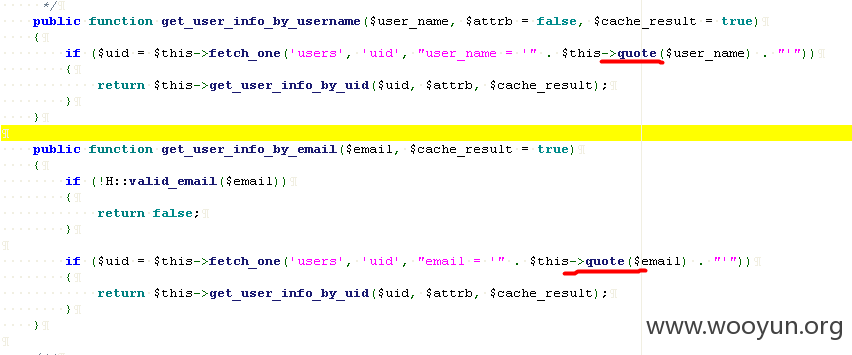 */
public function get_user_info_by_username($user_name, $attrb = false, $cache_result = true)
{
if ($uid = $this->fetch_one('users', 'uid', "user_name = '" . $this->quote($user_name) . "'"))
{
return $this->get_user_info_by_uid($uid, $attrb, $cache_result);
}
}
public function get_user_info_by_email($email, $cache_result = true)
{
if (!H::valid_email($email))
{
return false;
}
if ($uid = $this->fetch_one('users', 'uid', "email = '" . $this->quote($email) . "'"))
{
return $this->get_user_info_by_uid($uid, $attrb, $cache_result);
}
}
www.wooyun.org